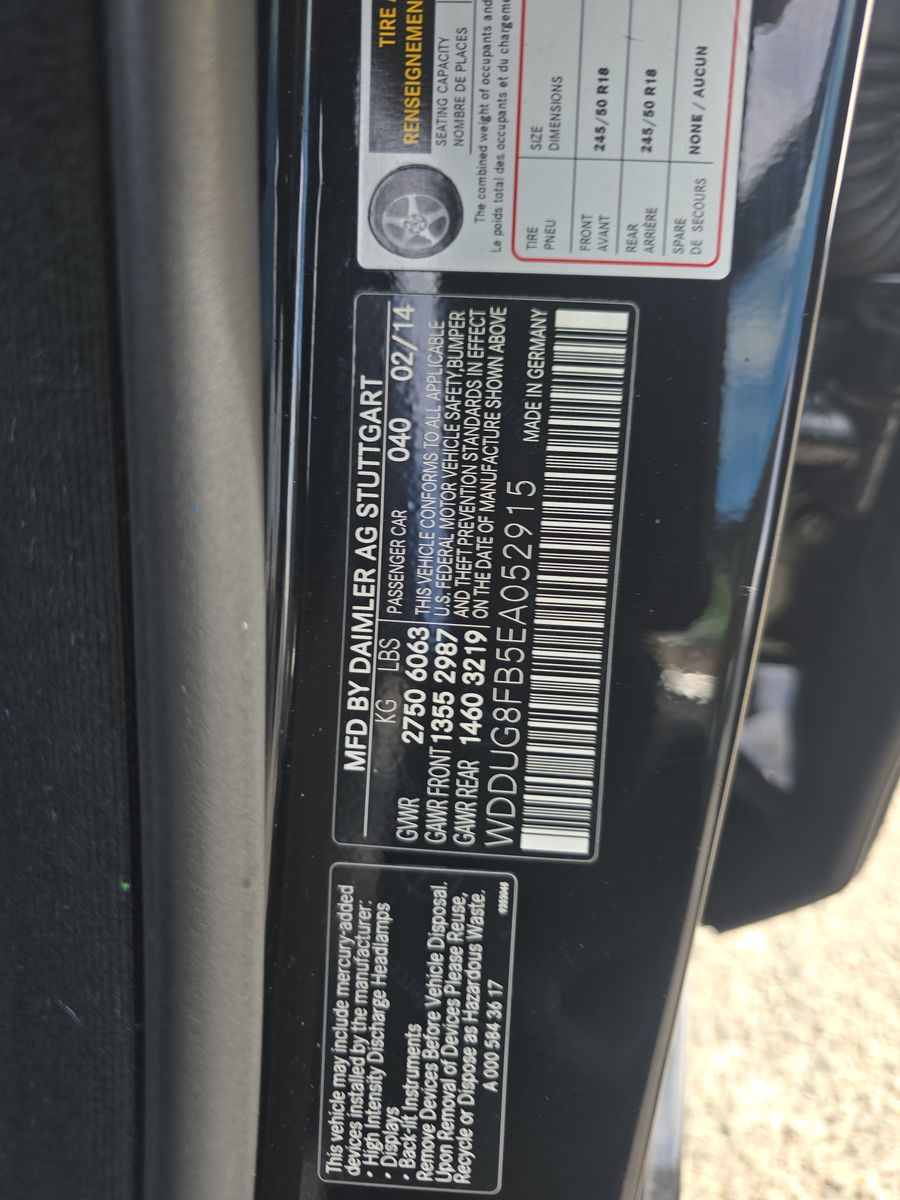 This vehicle may include mercury-added
devices installed by the manufacturer:
· High Intensity Discharge Headlamps
· Displays
· Back-lit Instruments
Remove Devices Before Vehicle Disposal.
Upon Removal of Devices Please Reuse,
Recycle or Dispose as Hazardous Waste.
A 000 584 36 17
MFD BY DAIMLER AG STUTTGART
KG LBS PASSENGER CAR 040 02/14
GVWR 2750 6063
GAWR FRONT 1355 2987
GAWR REAR 1460 3219
THIS VEHICLE CONFORMS TO ALL APPLICABLE
U.S. FEDERAL MOTOR VEHICLE SAFETY,BUMPER
AND THEFT PREVENTION STANDARDS IN EFFECT
ON THE DATE OF MANUFACTURE SHOWN ABOVE
WDDUG8FB5EA052915
MADE IN GERMANY
TIRE
RENSEIGNEMEN
SEATING CAPACITY
NOMBRE DE PLACES
The combined weight of occupants and
Le poids total des occupants et du chargeme
TIRE SIZE
PNEU DIMENSIONS
FRONT 245/50 R18
AVANT
REAR 245/50 R18
ARRIÈRE
SPARE NONE / AUCUN
DE SECOURS